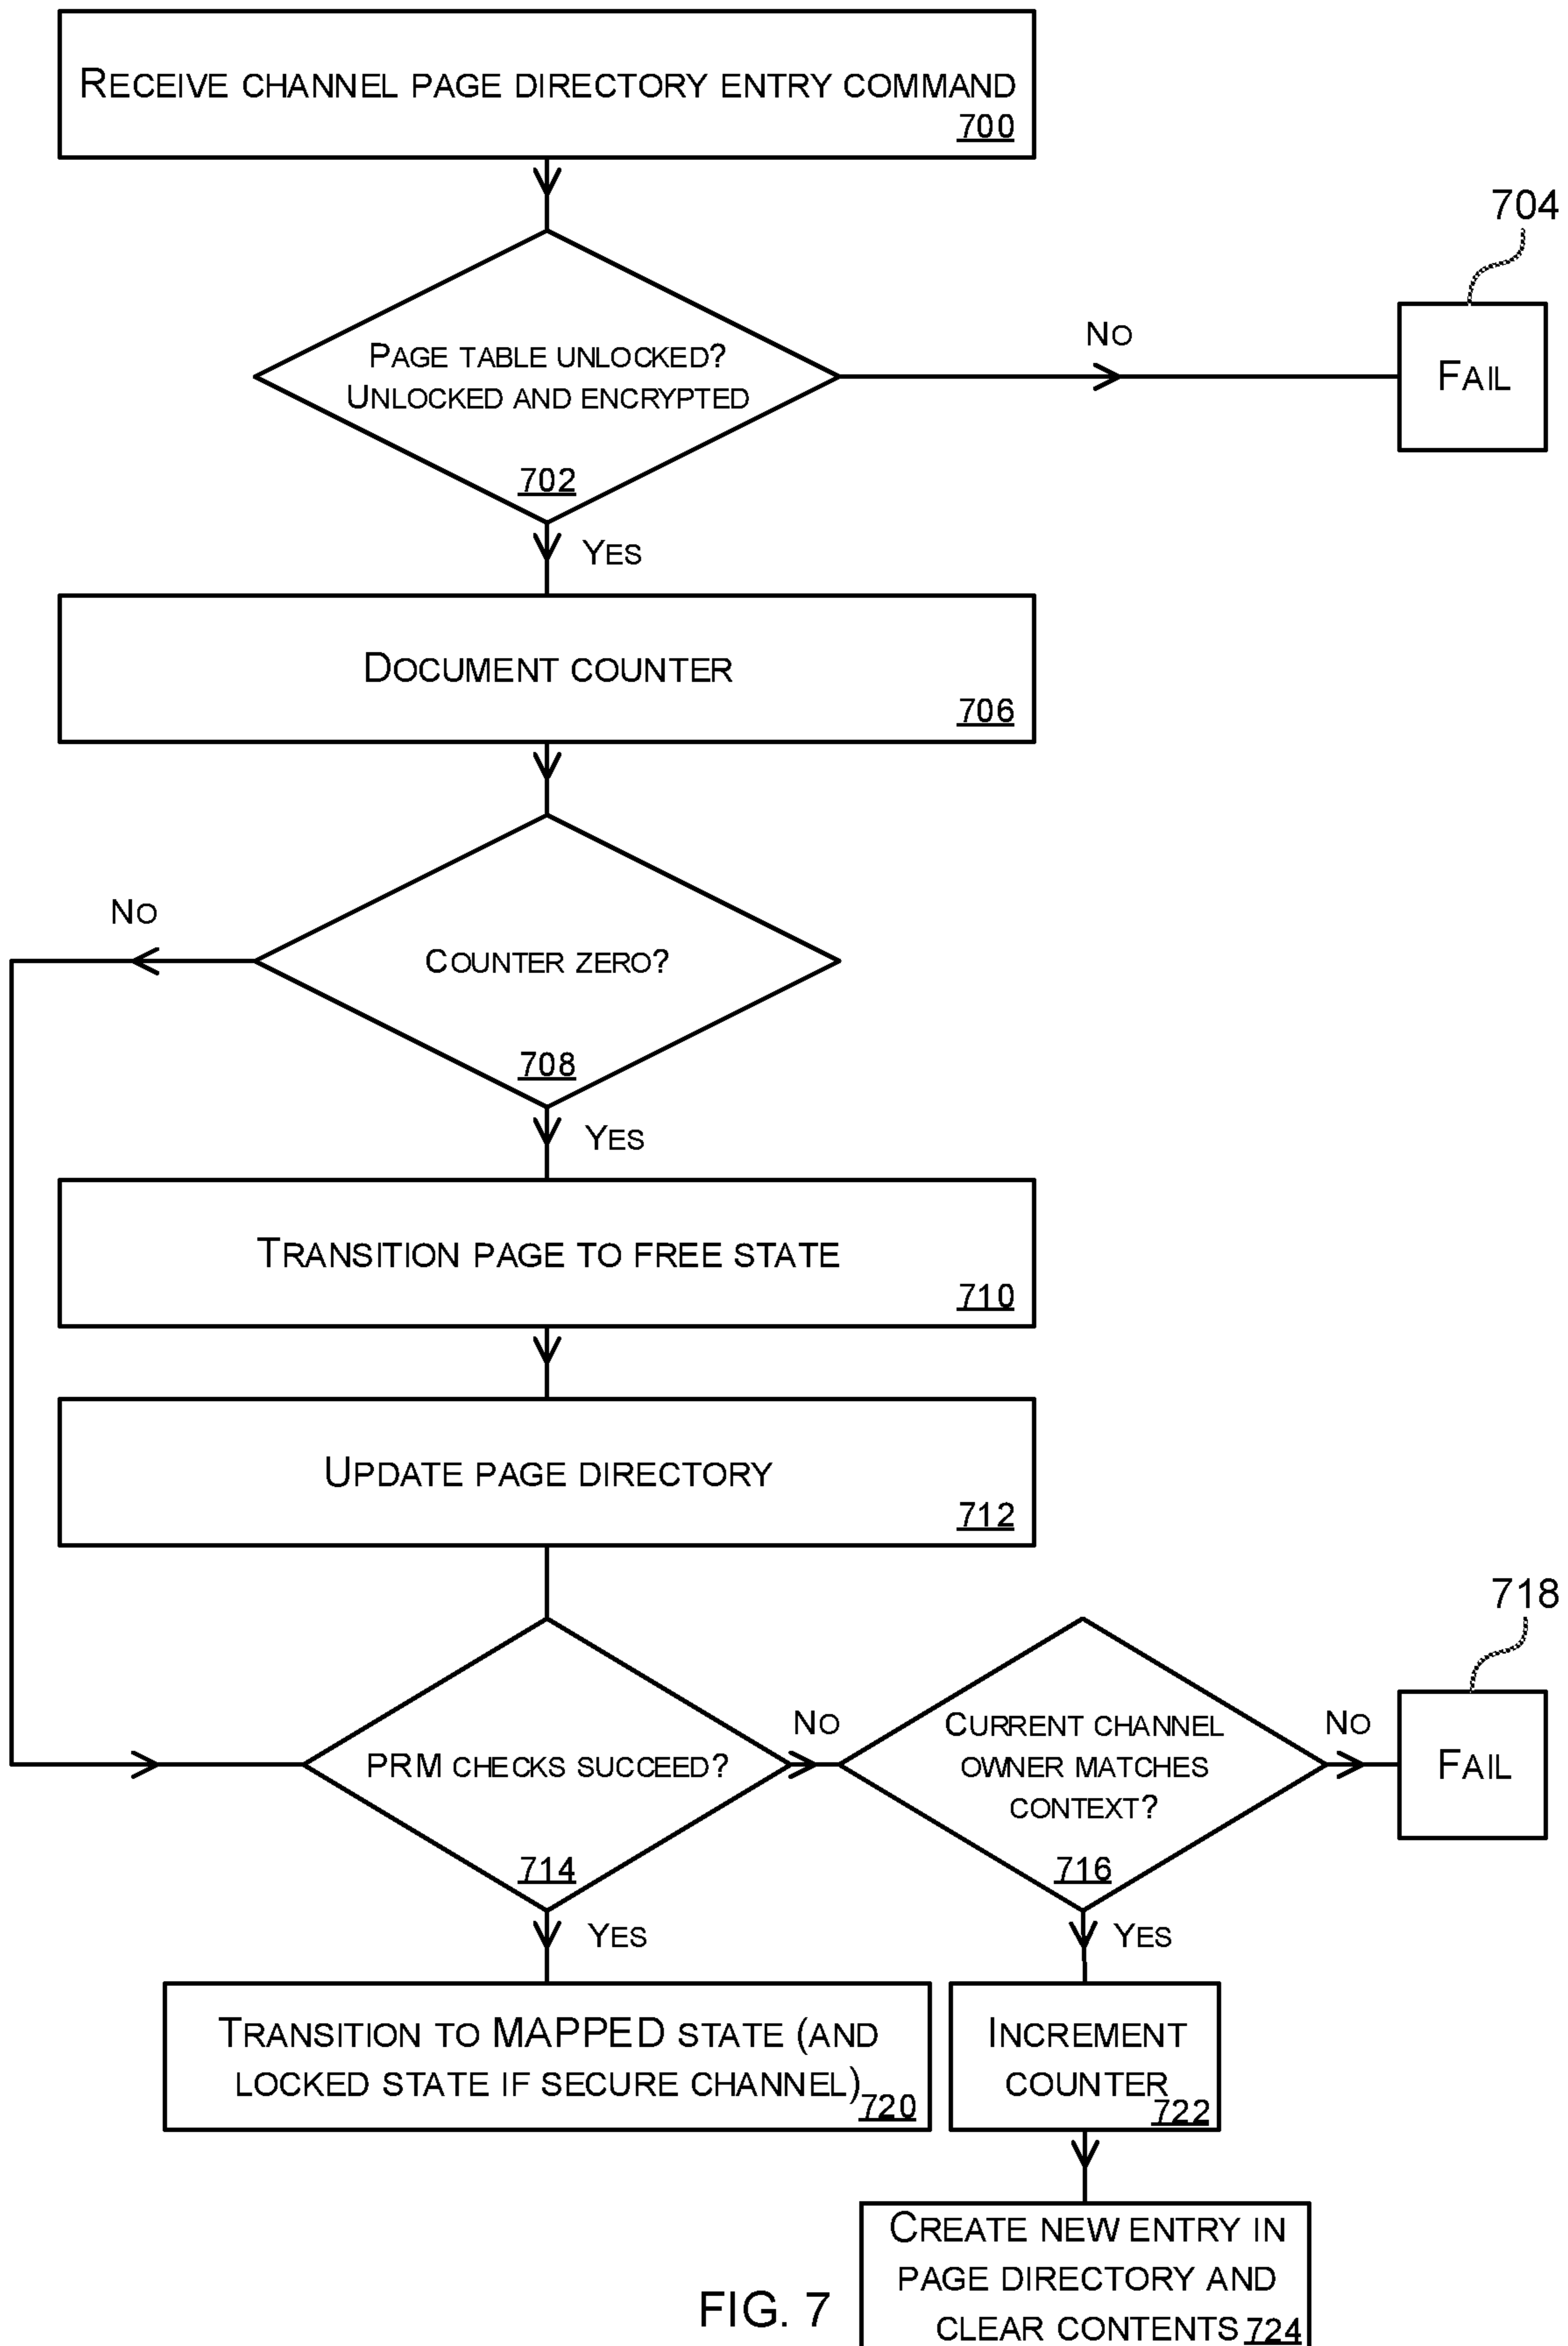 RECEIVE CHANNEL PAGE DIRECTORY ENTRY COMMAND
700
704
FAIL
NO
PAGE TABLE UNLOCKED?
UNLOCKED AND ENCRYPTED
702
YES
DOCUMENT COUNTER
706
NO
COUNTER ZERO?
708
YES
TRANSITION PAGE TO FREE STATE
710
UPDATE PAGE DIRECTORY
712
718
FAIL
PRM CHECKS SUCCEED?
714
NO
CURRENT CHANNEL
OWNER MATCHES
CONTEXT?
716
NO
YES
YES
TRANSITION TO MAPPED STATE (AND
LOCKED STATE IF SECURE CHANNEL)
720
INCREMENT
COUNTER
722
CREATE NEW ENTRY IN
PAGE DIRECTORY AND
CLEAR CONTENTS 724
FIG. 7